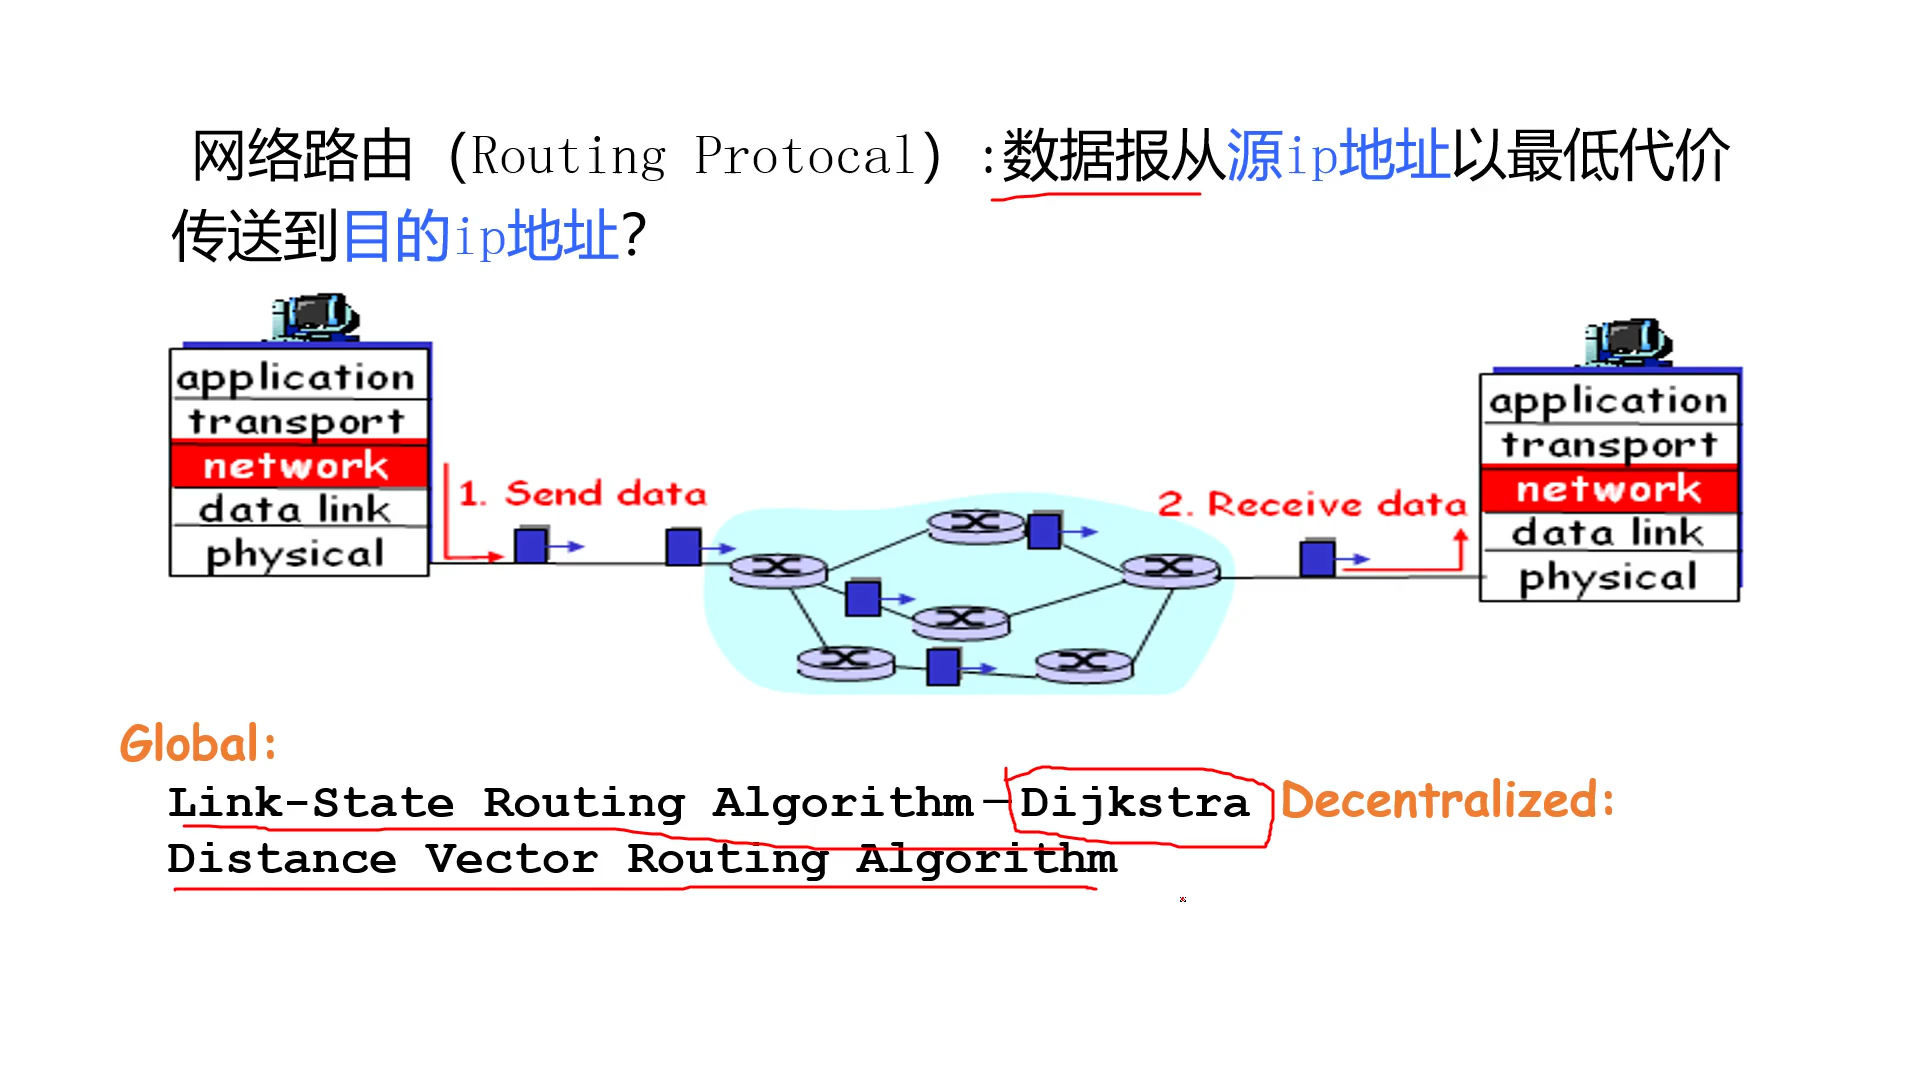 网络路由（Routing Protocal）:数据报从源ip地址以最低代价
传送到目的ip地址?
application
transport
network
data link
physical
1. Send data
2. Receive data
application
transport
network
data link
physical
Global:
Link-State Routing Algorithm—Dijkstra Decentralized:
Distance Vector Routing Algorithm